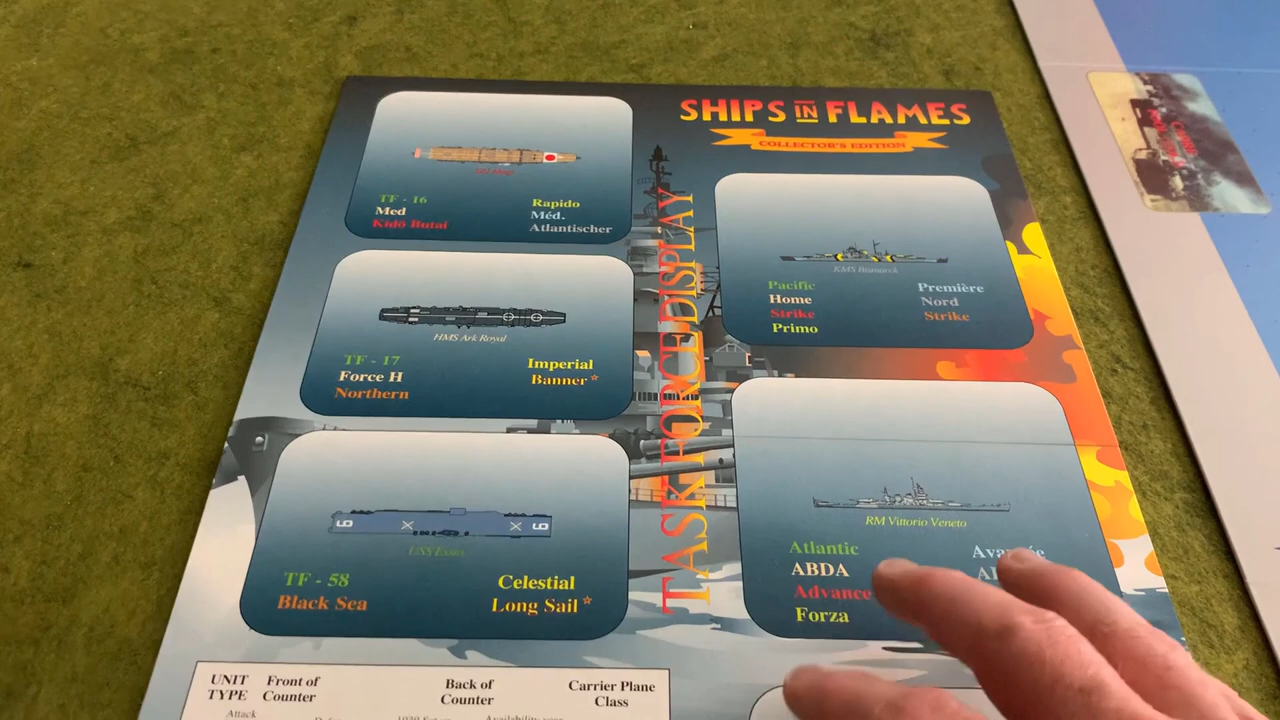 SHIPS IN FLAMES
COLLECTOR'S EDITION
TASK FORCE DISPLAY
TF - 16
Med
Kidō Butai
Rapido
Méd.
Atlantischer
HMS Ark Royal
TF - 17
Force H
Northern
Imperial
Banner☆
USS Essex
TF - 58
Black Sea
Celestial
Long Sail☆
KMS Bismarck
Pacific
Home
Strike
Primo
Première
Nord
Strike
RM Vittorio Veneto
Atlantic
ABDA
Advance
Forza
UNIT
TYPE
Front of
Counter
Back of
Counter
Carrier Plane
Class
Attack